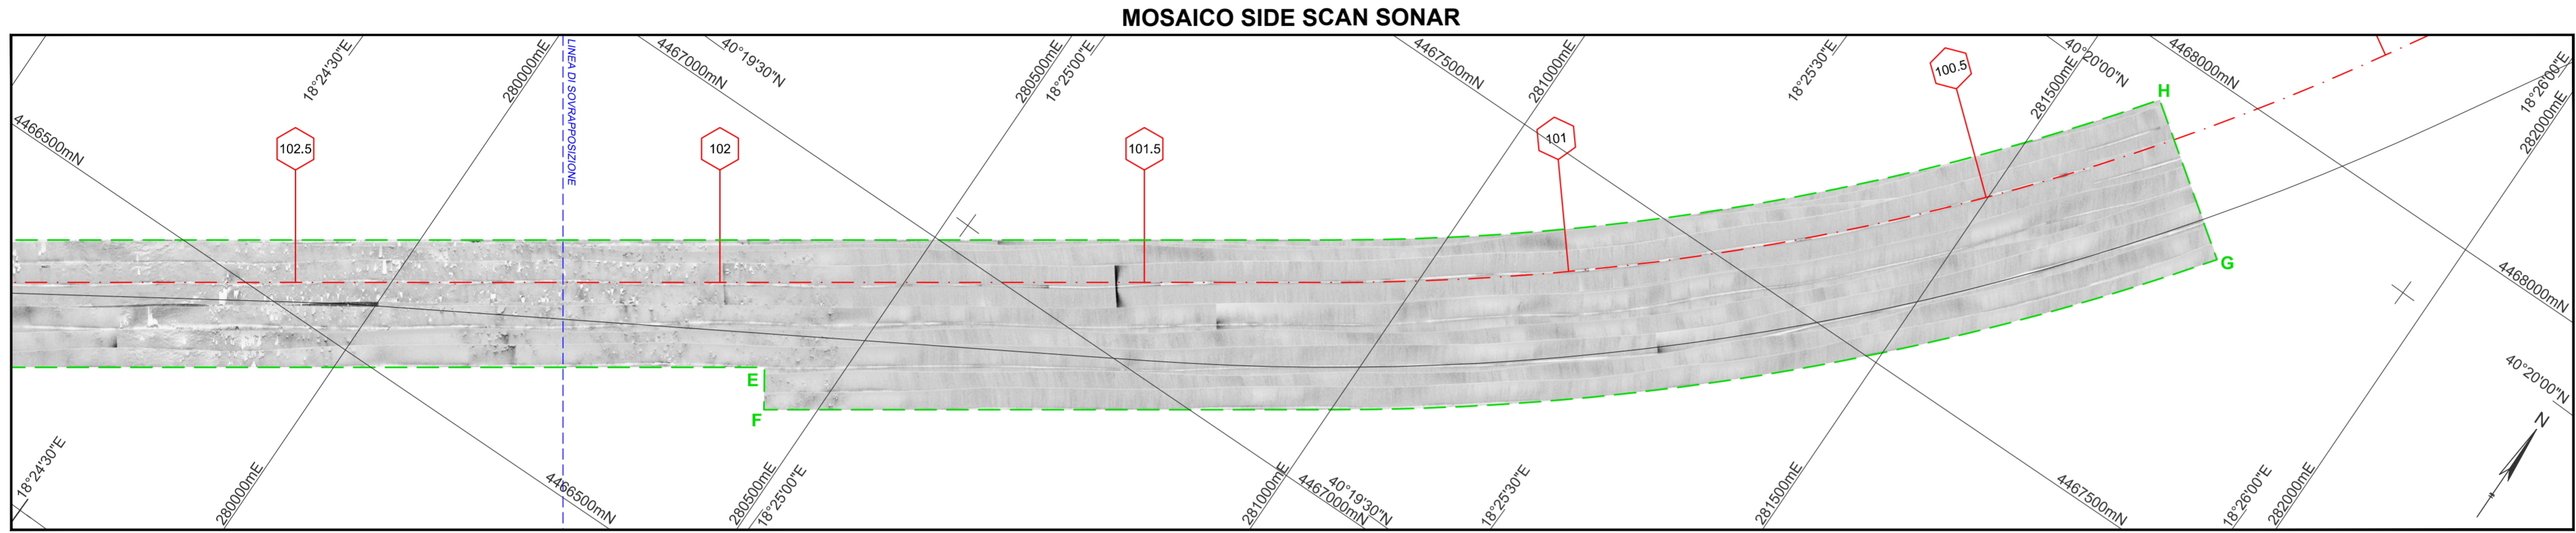 MOSAICO SIDE SCAN SONAR
18°24'30"E
280000mE
LINEA DI SOVRAPPOSIZIONE
4467000mN
40°19'30"N
280500mE
18°25'00"E
4467500mN
281000mE
18°25'30"E
100.5
281500mE
40°20'00"N
4468000mN
18°26'00"E
282000mE
H
4466500mN
102.5
102
101.5
101
G
4468000mN
E
F
40°20'00"N
N
18°24'30"E
280000mE
4466500mN
280500mE
18°25'00"E
281000mE
4467000mN
40°19'30"N
18°25'30"E
281500mE
4467500mN
18°26'00"E
282000mE